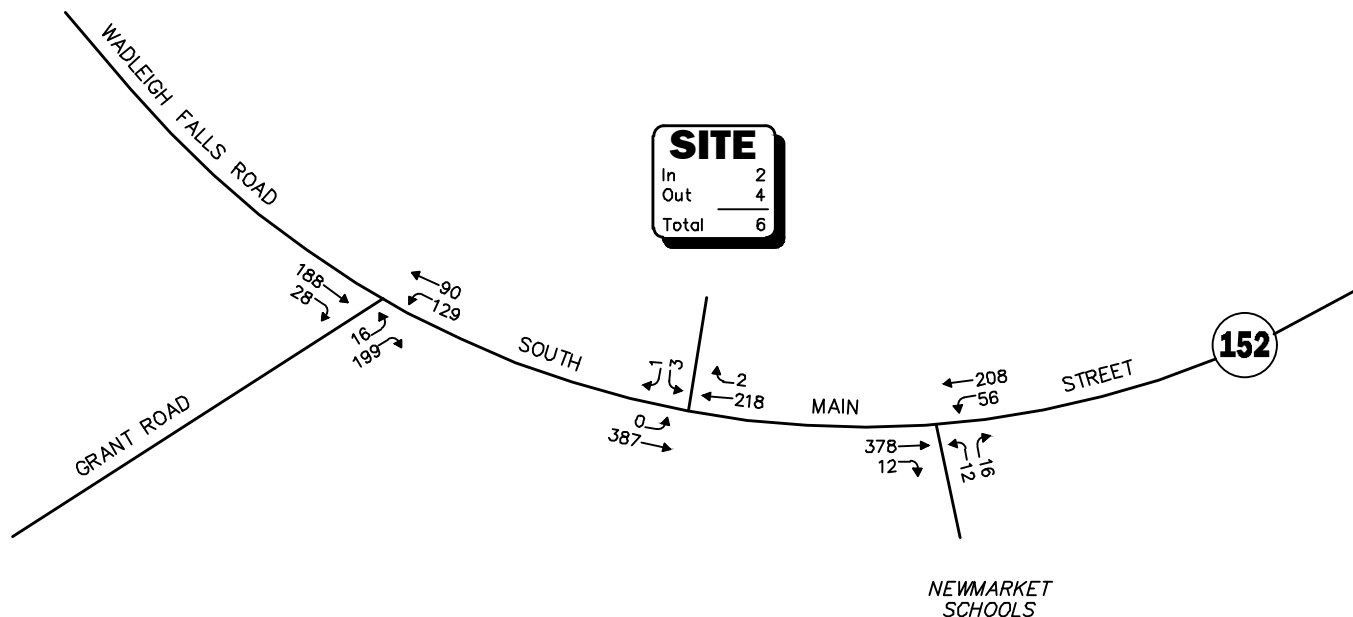 WADLEIGH FALLS ROAD
SITE
In 2
Out 4
Total 6
188
28
90
129
16
199
SOUTH
1
3
2
218
0
387
MAIN
208
56
STREET
152
378
12
12
16
GRANT ROAD
NEWMARKET
SCHOOLS